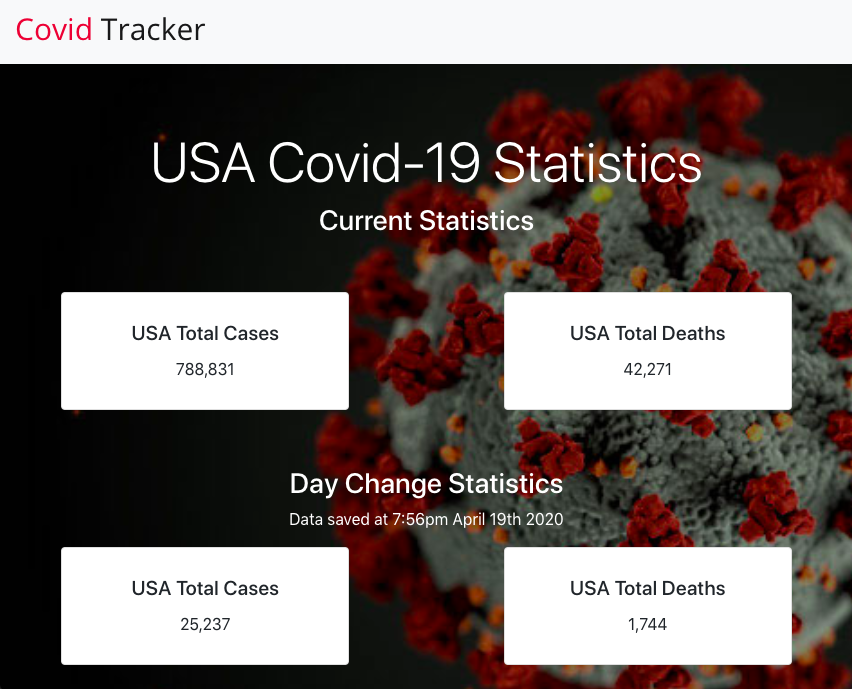 Covid Tracker
USA Covid-19 Statistics
Current Statistics
USA Total Cases
788,831
USA Total Deaths
42,271
Day Change Statistics
Data saved at 7:56pm April 19th 2020
USA Total Cases
25,237
USA Total Deaths
1,744